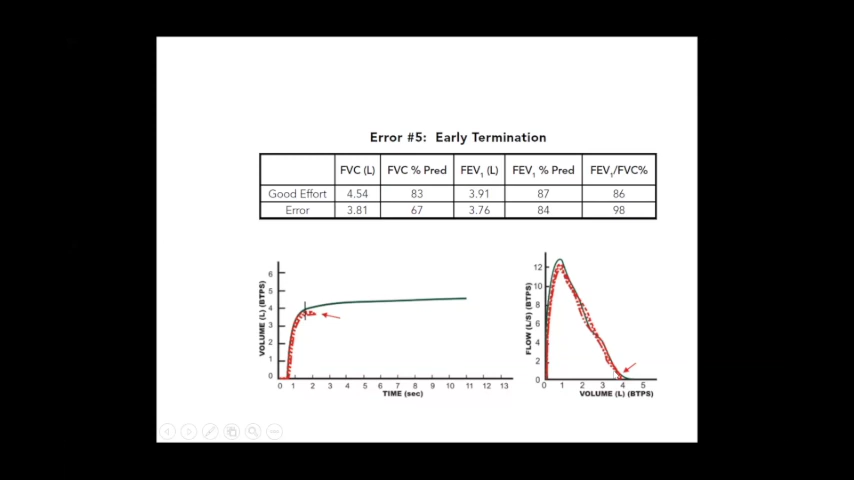 Error #5: Early Termination
FVC (L) FVC % Pred FEV1 (L) FEV1 % Pred FEV1/FVC%
Good Effort 4.54 83 3.91 87 86
Error 3.81 67 3.76 84 98
VOLUME (L) (BTPS)
6
5
4
3
2
1
0
0 1 2 3 4 5 6 7 8 9 10 11 12 13
TIME (sec)
FLOW (L/S) (BTPS)
12
10
8
6
4
2
0
0 1 2 3 4 5
VOLUME (L) (BTPS)